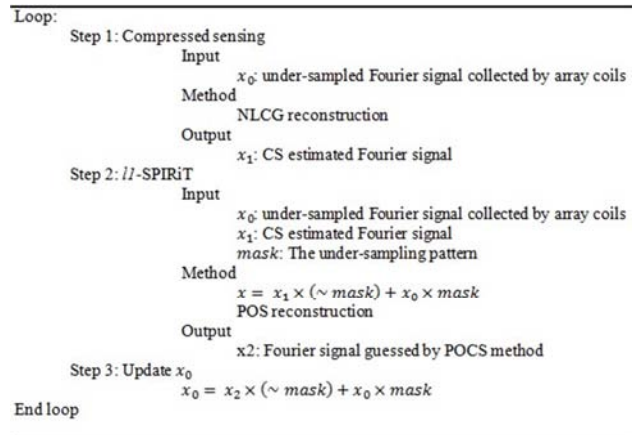 Loop:
Step 1: Compressed sensing
Input
x₀: under-sampled Fourier signal collected by array coils
Method
NLCG reconstruction
Output
x₁: CS estimated Fourier signal
Step 2: l1-SPIRiT
Input
x₀: under-sampled Fourier signal collected by array coils
x₁: CS estimated Fourier signal
mask: The under-sampling pattern
Method
x = x₁ × (~ mask) + x₀ × mask
POS reconstruction
Output
x2: Fourier signal guessed by POCS method
Step 3: Update x₀
x₀ = x₂ × (~ mask) + x₀ × mask
End loop